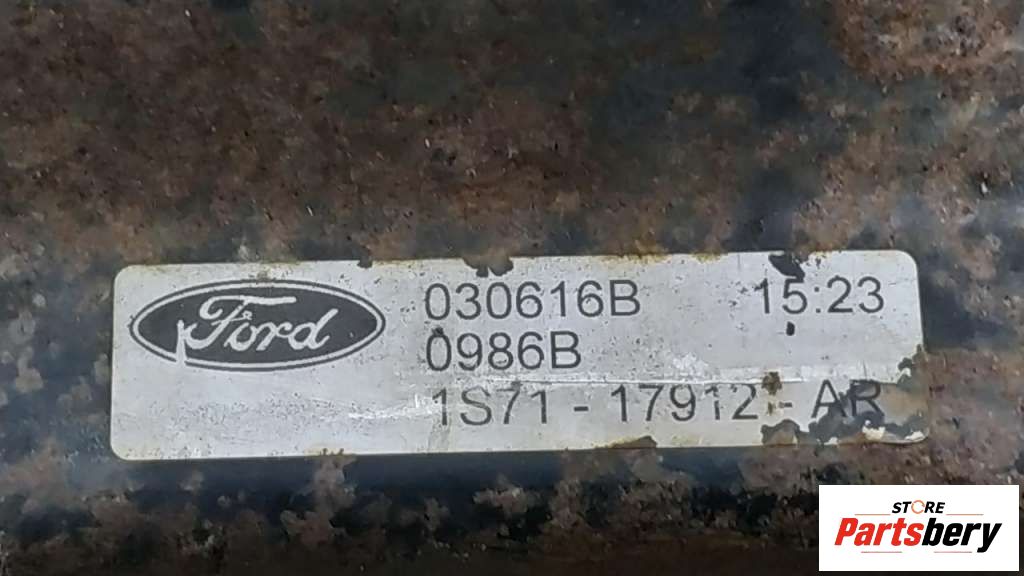 Ford
030616B 15:23
0986B
1S71 - 17912 - AR
STORE
Partsbery